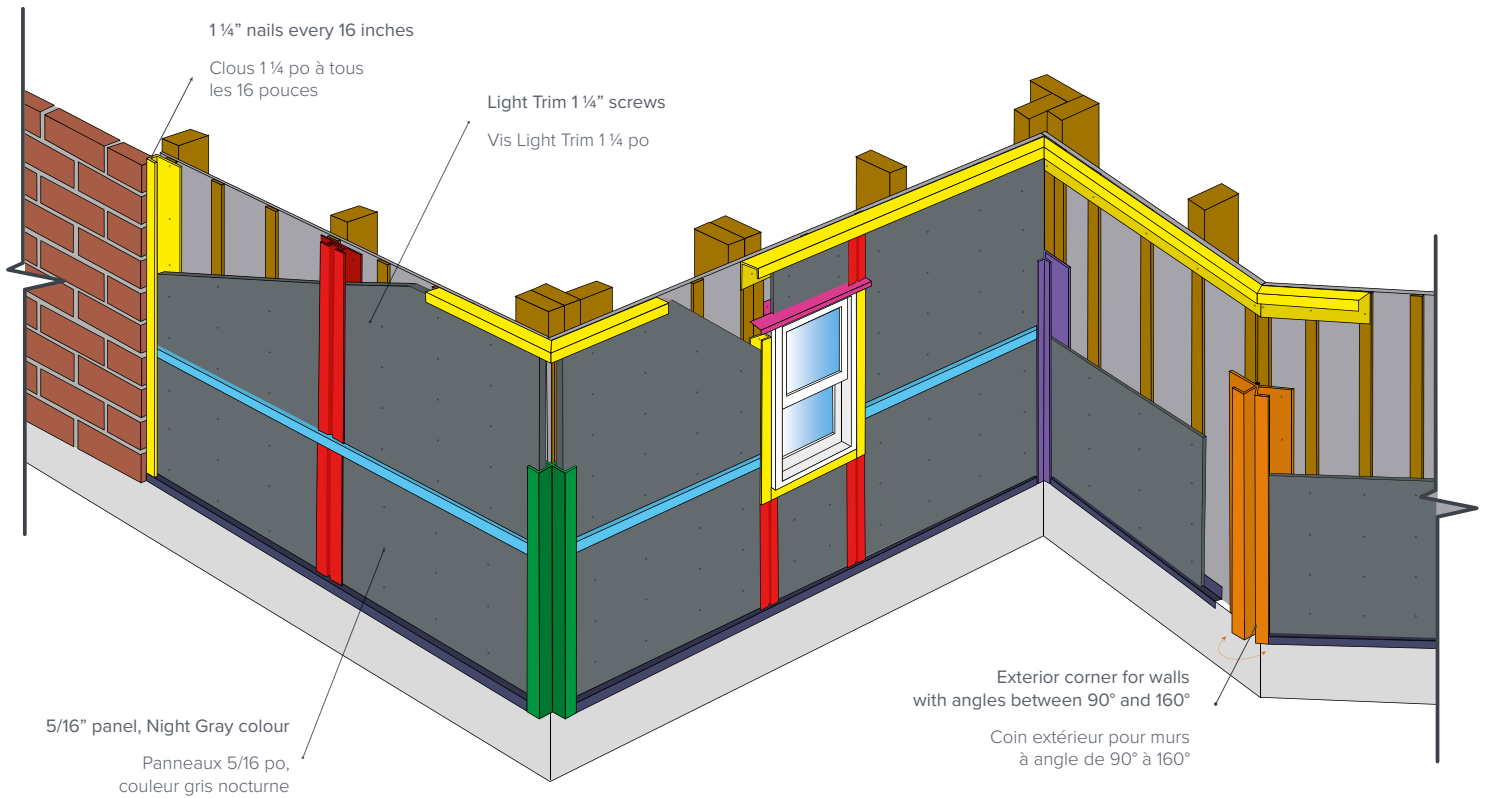 1 ¼” nails every 16 inches
Clous 1 ¼ po à tous
les 16 pouces
Light Trim 1 ¼” screws
Vis Light Trim 1 ¼ po
5/16” panel, Night Gray colour
Panneaux 5/16 po,
couleur gris nocturne
Exterior corner for walls
with angles between 90° and 160°
Coin extérieur pour murs
à angle de 90° à 160°